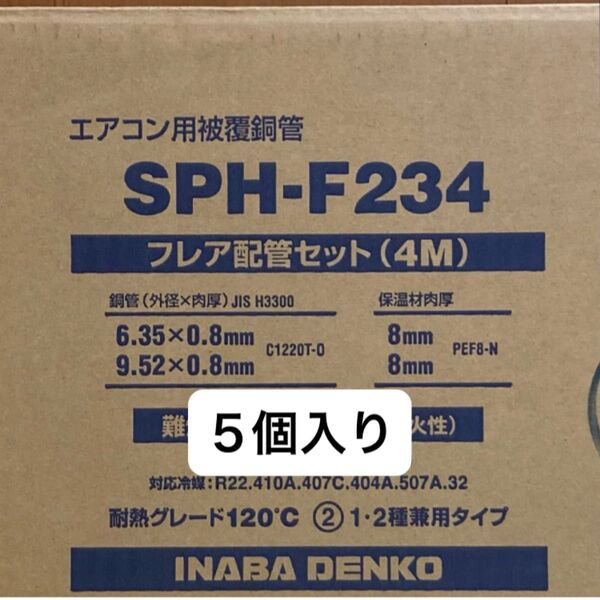 エアコン用被覆銅管
SPH-F234
フレア配管セット(4M)
銅管(外径×肉厚)JIS H3300
6.35×0.8mm
9.52×0.8mm
C1220T-O
保温材肉厚
8mm
8mm
PEF8-N
難
火性)
5個入り
対応冷媒:R22.410A.407C.404A.507A.32
耐熱グレード120℃ ②1・2種兼用タイプ
INABA DENKO